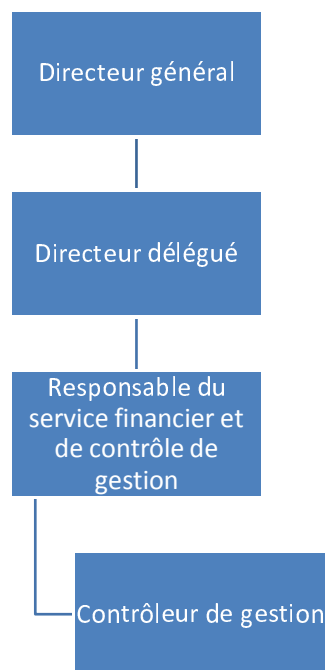 Directeur général
Directeur délégué
Responsable du
service financier et
de contrôle de
gestion
Contrôleur de gestion